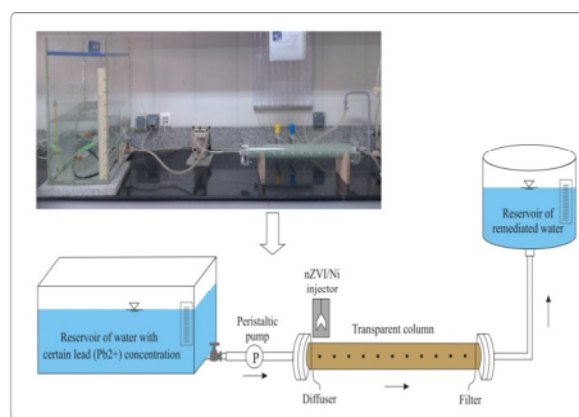 Reservoir of
remediated water
nZVI/Ni
injector
Reservoir of water with
certain lead (Pb2+) concentration
Peristaltic
pump
P
Transparent column
Diffuser
Filter